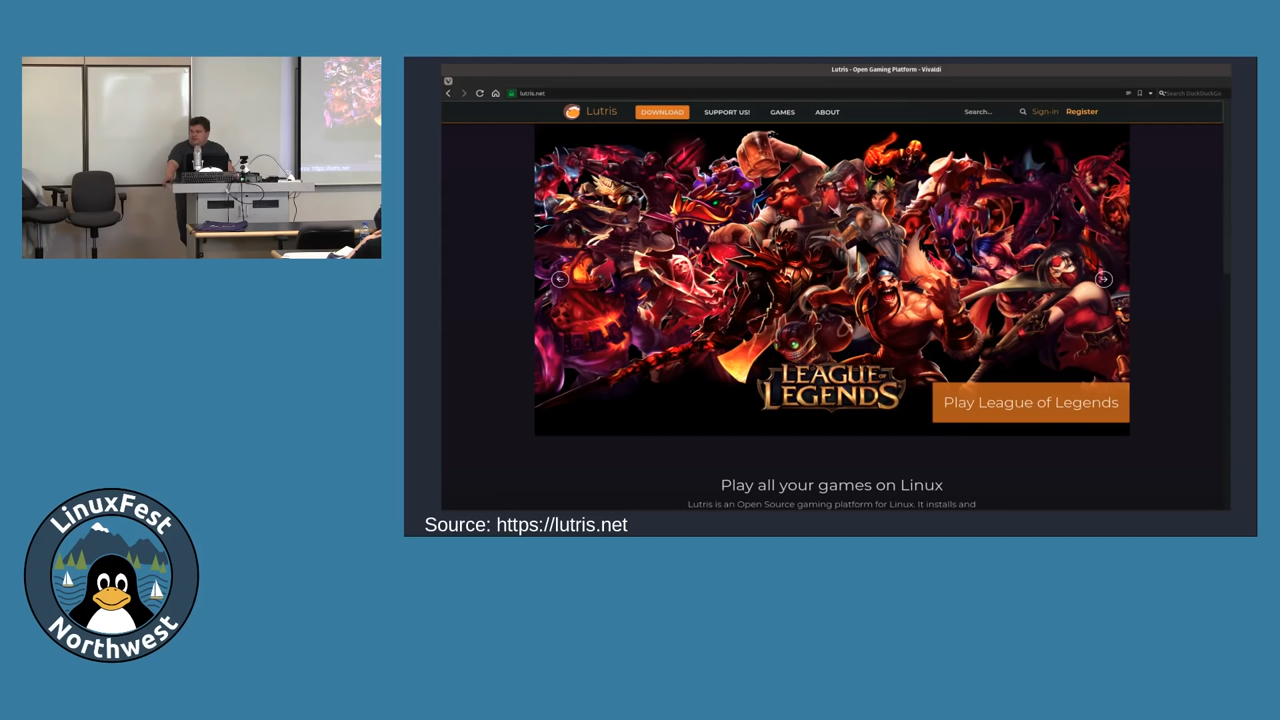 Lutris - Open Gaming Platform - Vivaldi
lutris.net
Search DuckDuckGo
Lutris
DOWNLOAD
SUPPORT US!
GAMES
ABOUT
Search...
Sign-in
Register
LEAGUE
OF
LEGENDS
Play League of Legends
Play all your games on Linux
Lutris is an Open Source gaming platform for Linux. It installs and
Source: https://lutris.net
LinuxFest
Northwest